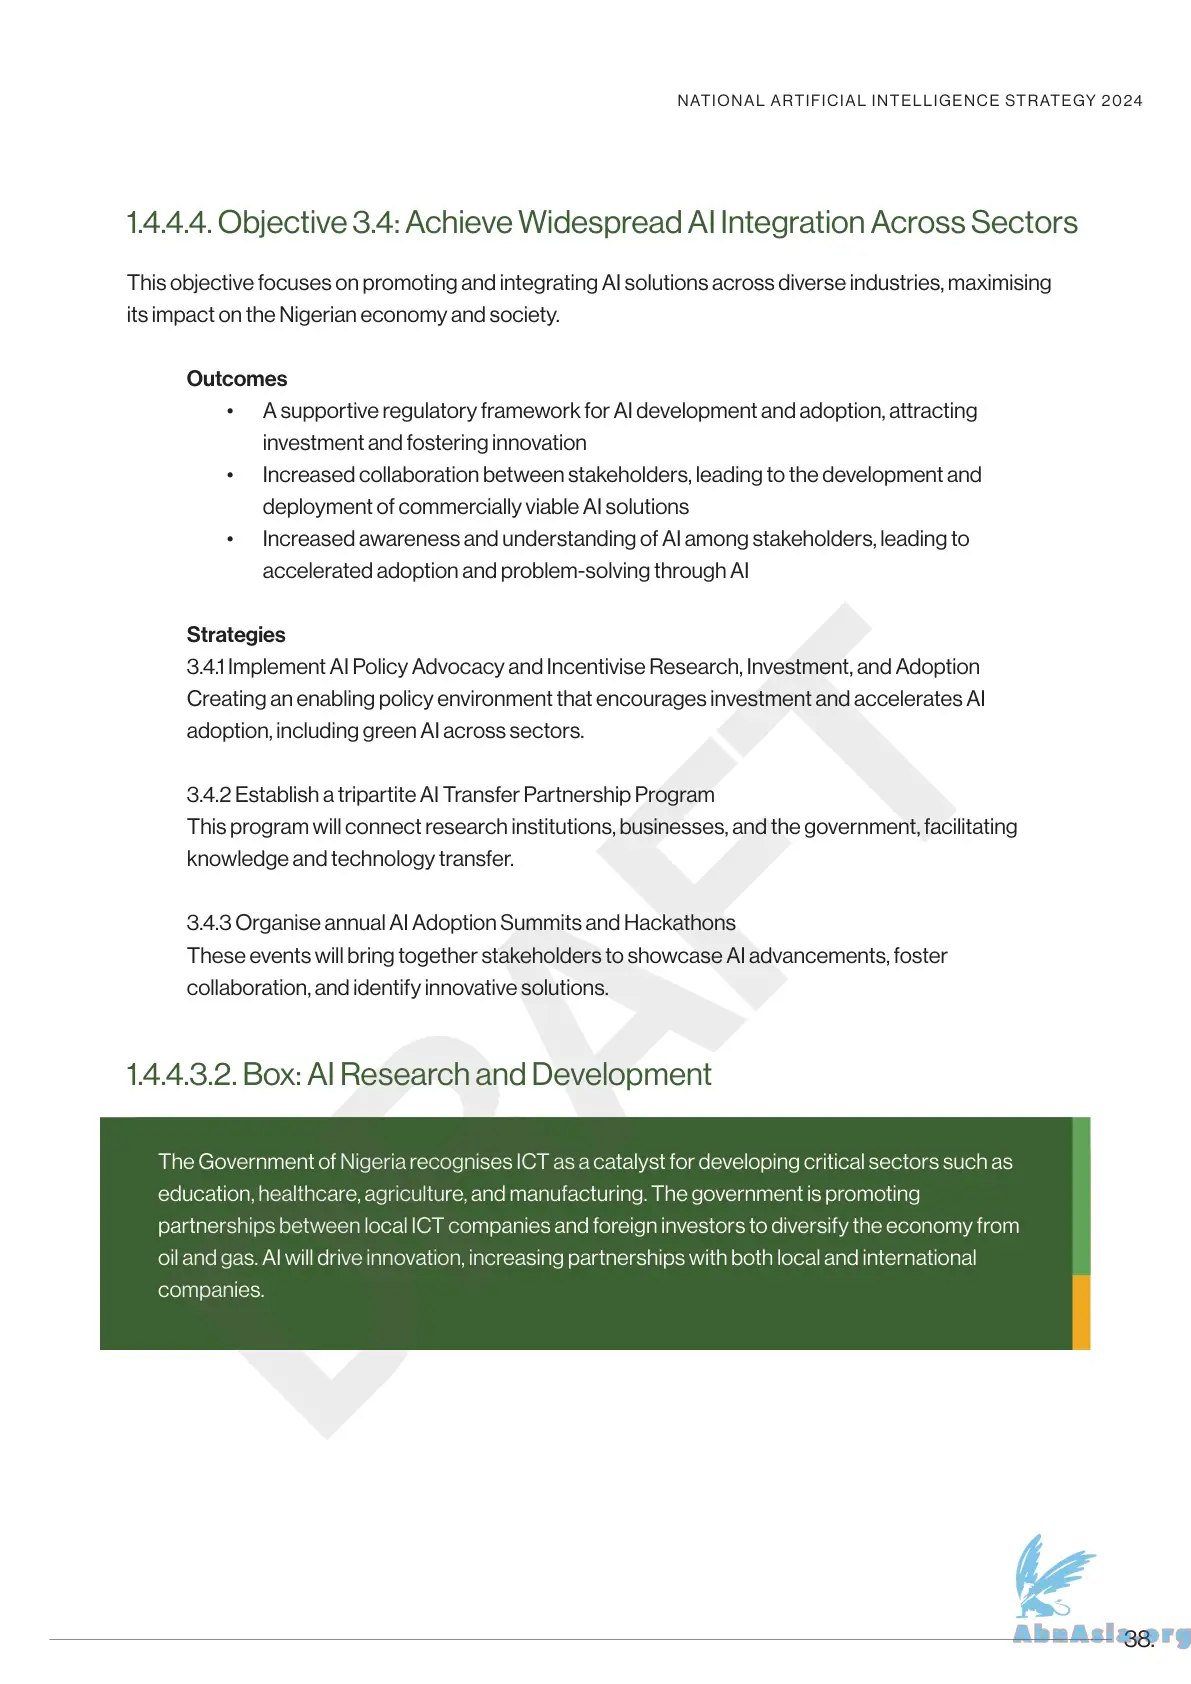 NATIONAL ARTIFICIAL INTELLIGENCE STRATEGY 2024
1.4.4.4. Objective 3.4: Achieve Widespread AI Integration Across Sectors
This objective focuses on promoting and integrating AI solutions across diverse industries, maximising
its impact on the Nigerian economy and society.
Outcomes
• A supportive regulatory framework for AI development and adoption, attracting
investment and fostering innovation
• Increased collaboration between stakeholders, leading to the development and
deployment of commercially viable AI solutions
• Increased awareness and understanding of AI among stakeholders, leading to
accelerated adoption and problem-solving through AI
Strategies
3.4.1 Implement AI Policy Advocacy and Incentivise Research, Investment, and Adoption
Creating an enabling policy environment that encourages investment and accelerates AI
adoption, including green AI across sectors.
3.4.2 Establish a tripartite AI Transfer Partnership Program
This program will connect research institutions, businesses, and the government, facilitating
knowledge and technology transfer.
3.4.3 Organise annual AI Adoption Summits and Hackathons
These events will bring together stakeholders to showcase AI advancements, foster
collaboration, and identify innovative solutions.
DRAFT
1.4.4.3.2. Box: AI Research and Development
The Government of Nigeria recognises ICT as a catalyst for developing critical sectors such as
education, healthcare, agriculture, and manufacturing. The government is promoting
partnerships between local ICT companies and foreign investors to diversify the economy from
oil and gas. AI will drive innovation, increasing partnerships with both local and international
companies.
AbnAsia.org
38.